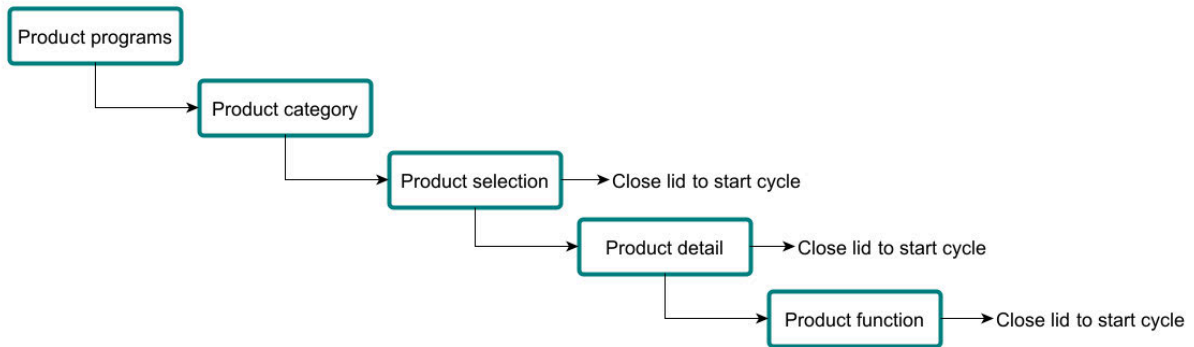 Product programs
Product category
Product selection
Close lid to start cycle
Product detail
Close lid to start cycle
Product function
Close lid to start cycle